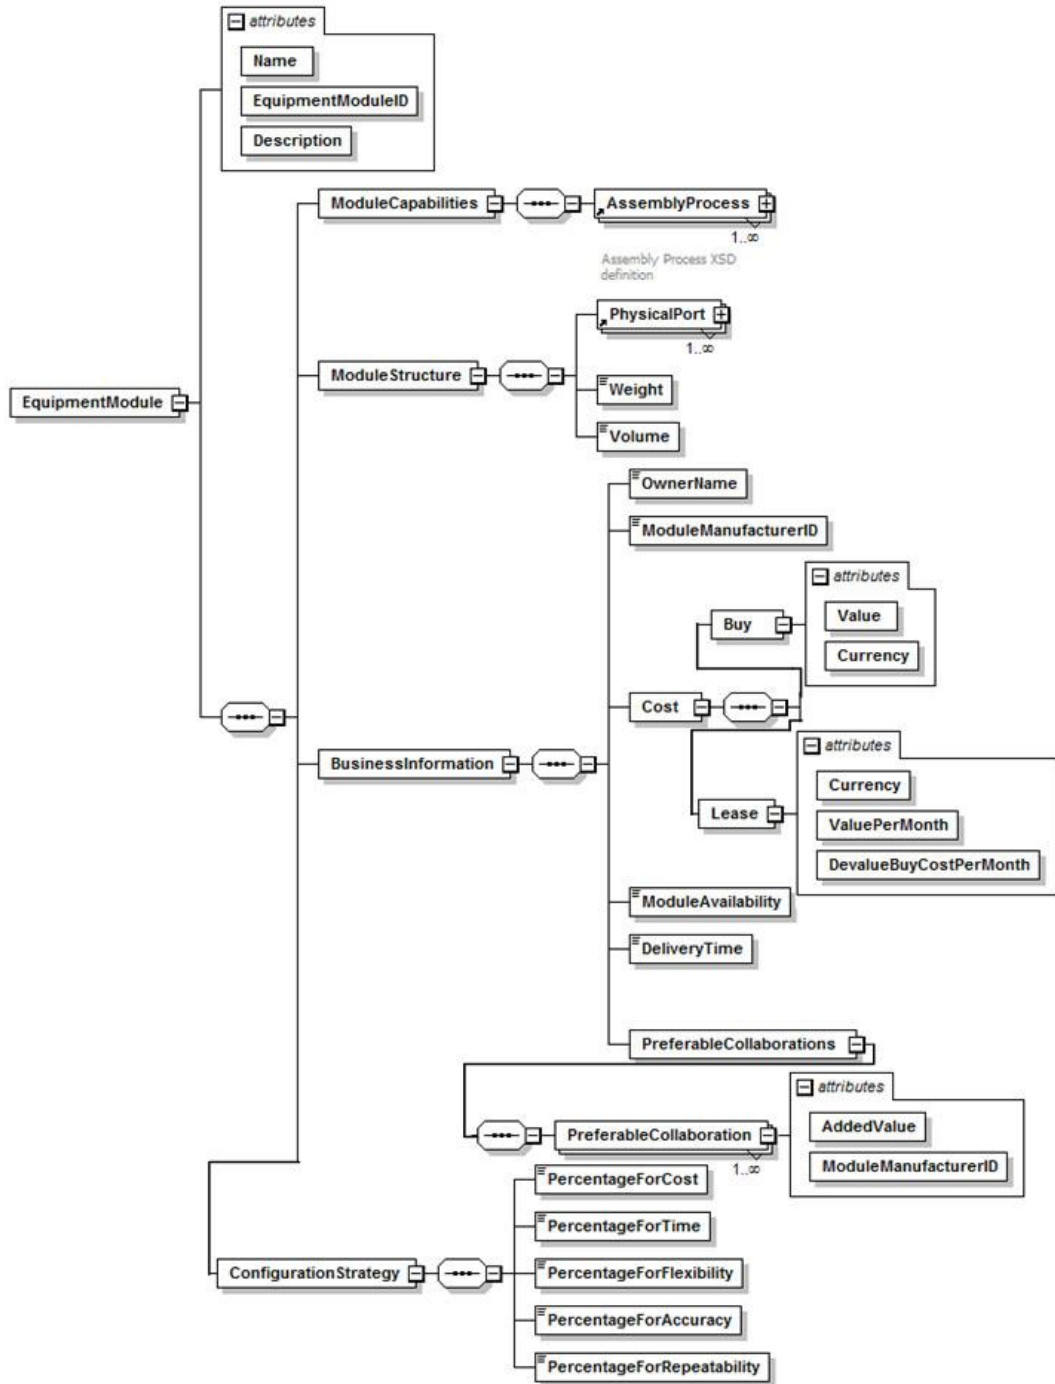 attributes
Name
EquipmentModuleID
Description
ModuleCapabilities
AssemblyProcess
1..∞
Assembly Process XSD
definition
PhysicalPort
1..∞
ModuleStructure
Weight
EquipmentModule
Volume
OwnerName
ModuleManufacturerID
attributes
Value
Buy
Currency
Cost
attributes
BusinessInformation
Currency
Lease
ValuePerMonth
DevalueBuyCostPerMonth
ModuleAvailability
DeliveryTime
PreferableCollaborations
attributes
AddedValue
PreferableCollaboration
1..∞
ModuleManufacturerID
PercentageForCost
PercentageForTime
ConfigurationStrategy
PercentageForFlexibility
PercentageForAccuracy
PercentageForRepeatability